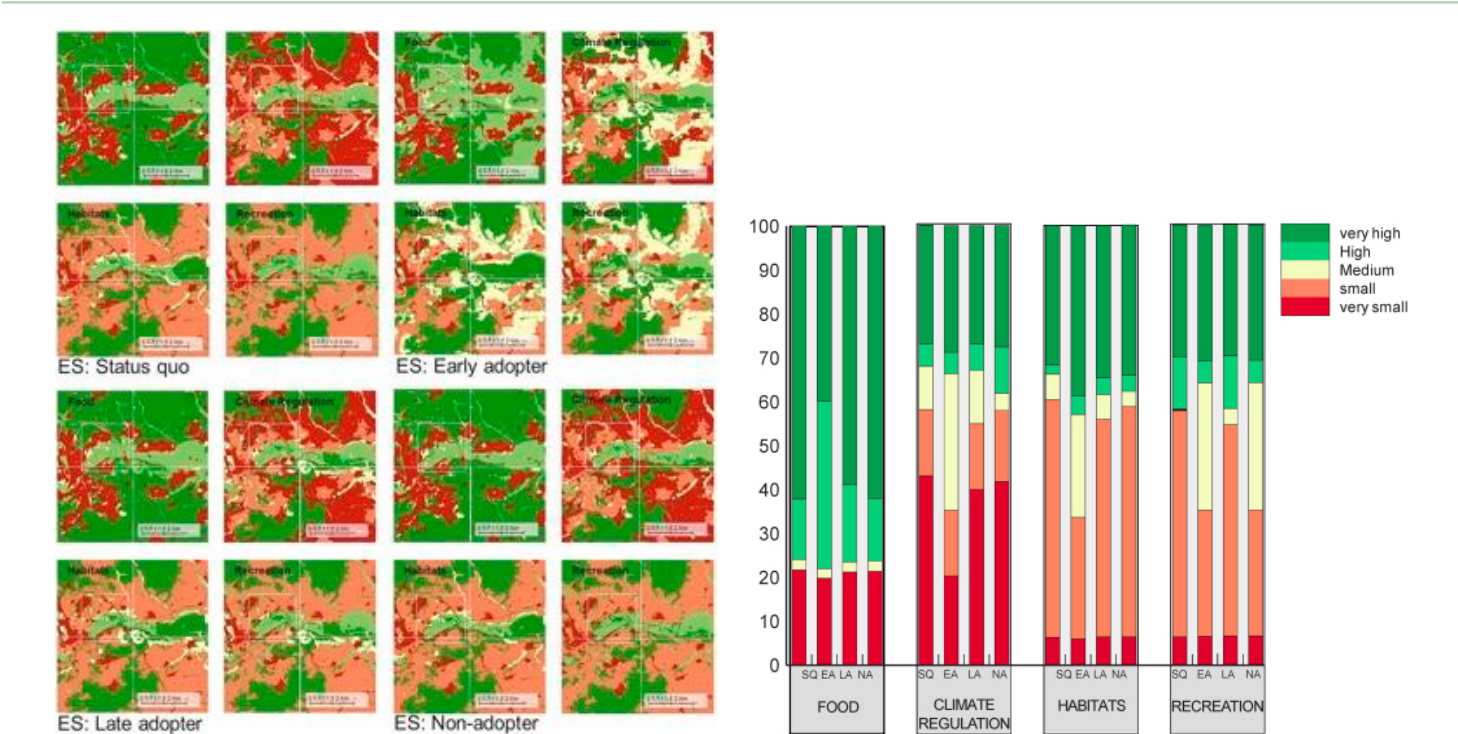 Food
Climate Regulation
Habitats
Recreation
Habitats
Recreation
ES: Status quo
ES: Early adopter
Food
Climate Regulation
Climate Regulation
Habitats
Recreation
Habitats
Recreation
ES: Late adopter
ES: Non-adopter
100
90
80
70
60
50
40
30
20
10
0
SQ EA LA NA
SQ EA LA NA
SQ EA LA NA
SQ EA LA NA
FOOD
CLIMATE
REGULATION
HABITATS
RECREATION
very high
High
Medium
small
very small